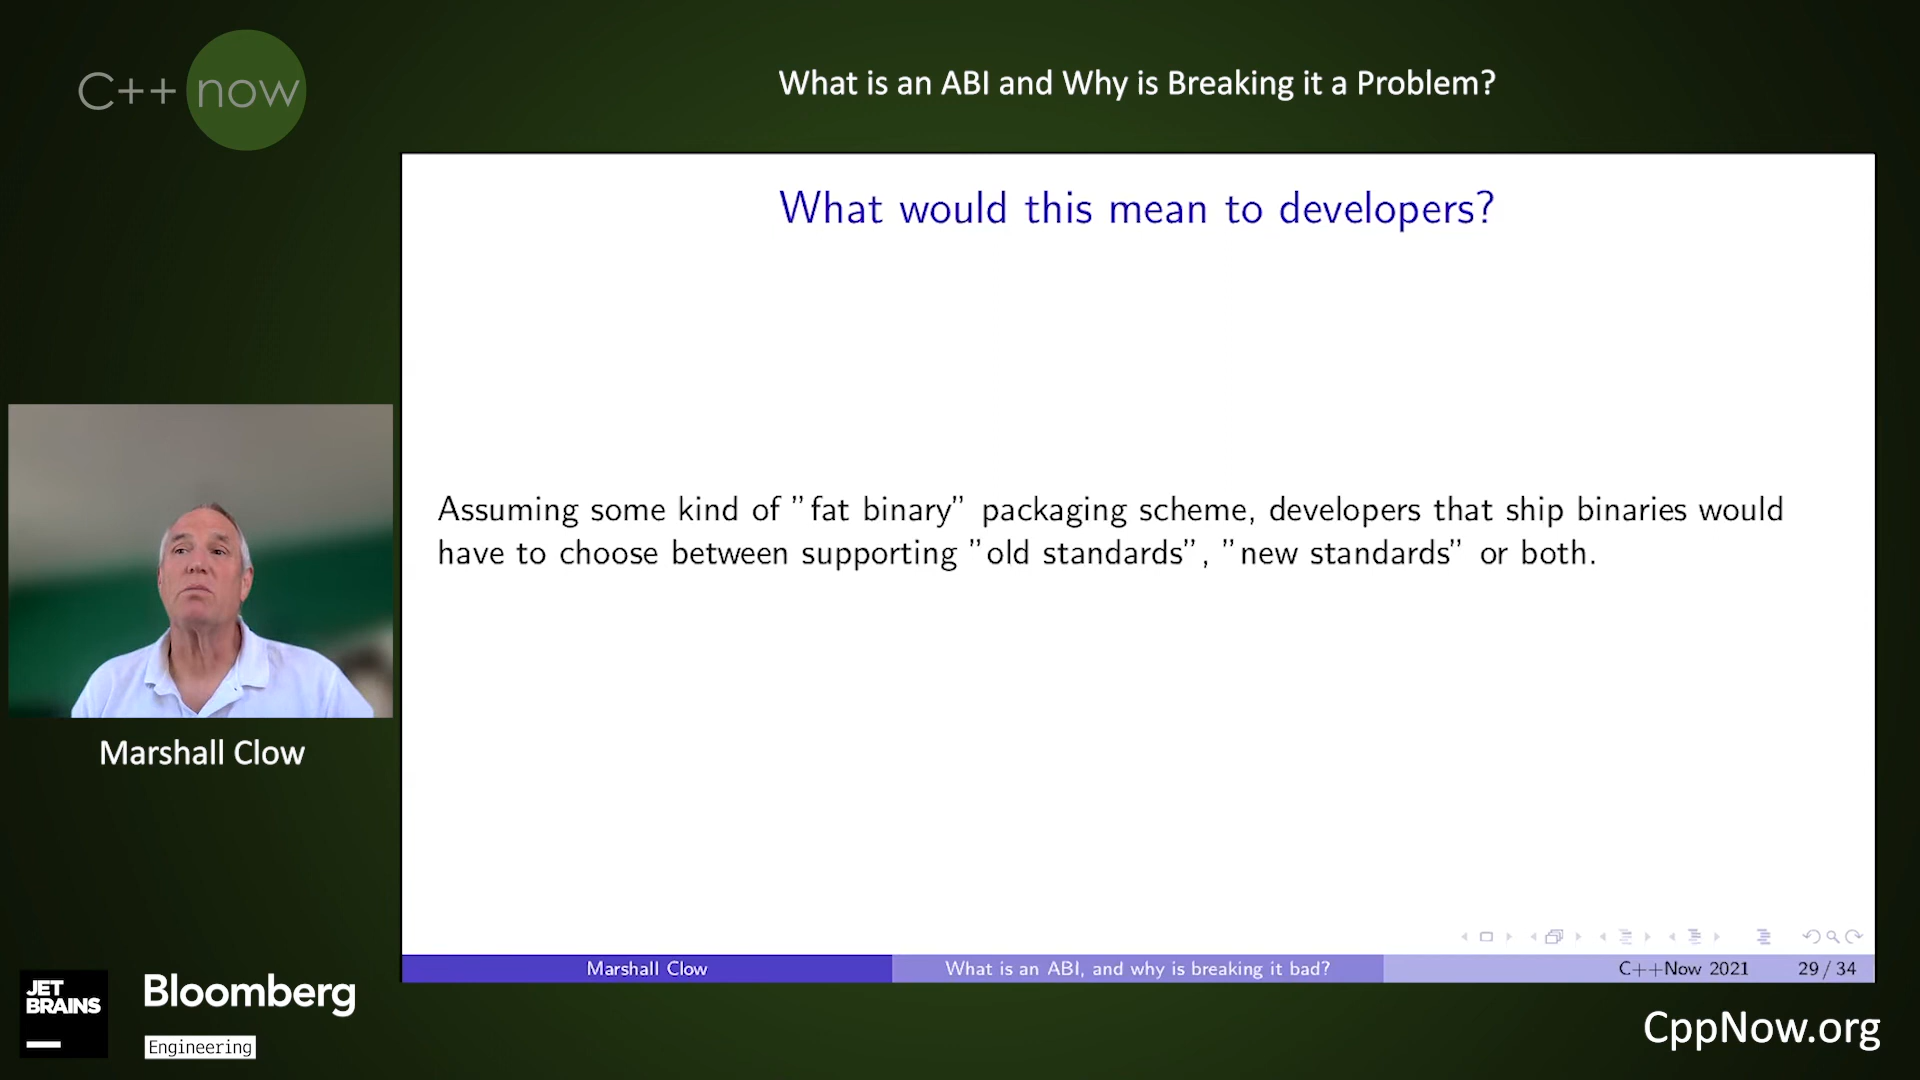 C++ now
What is an ABI and Why is Breaking it a Problem?
What would this mean to developers?
Assuming some kind of ”fat binary” packaging scheme, developers that ship binaries would
have to choose between supporting ”old standards”, ”new standards” or both.
Marshall Clow
Marshall Clow What is an ABI, and why is breaking it bad? C++Now 2021 29 / 34
JET
BRAINS
Bloomberg
Engineering
CppNow.org